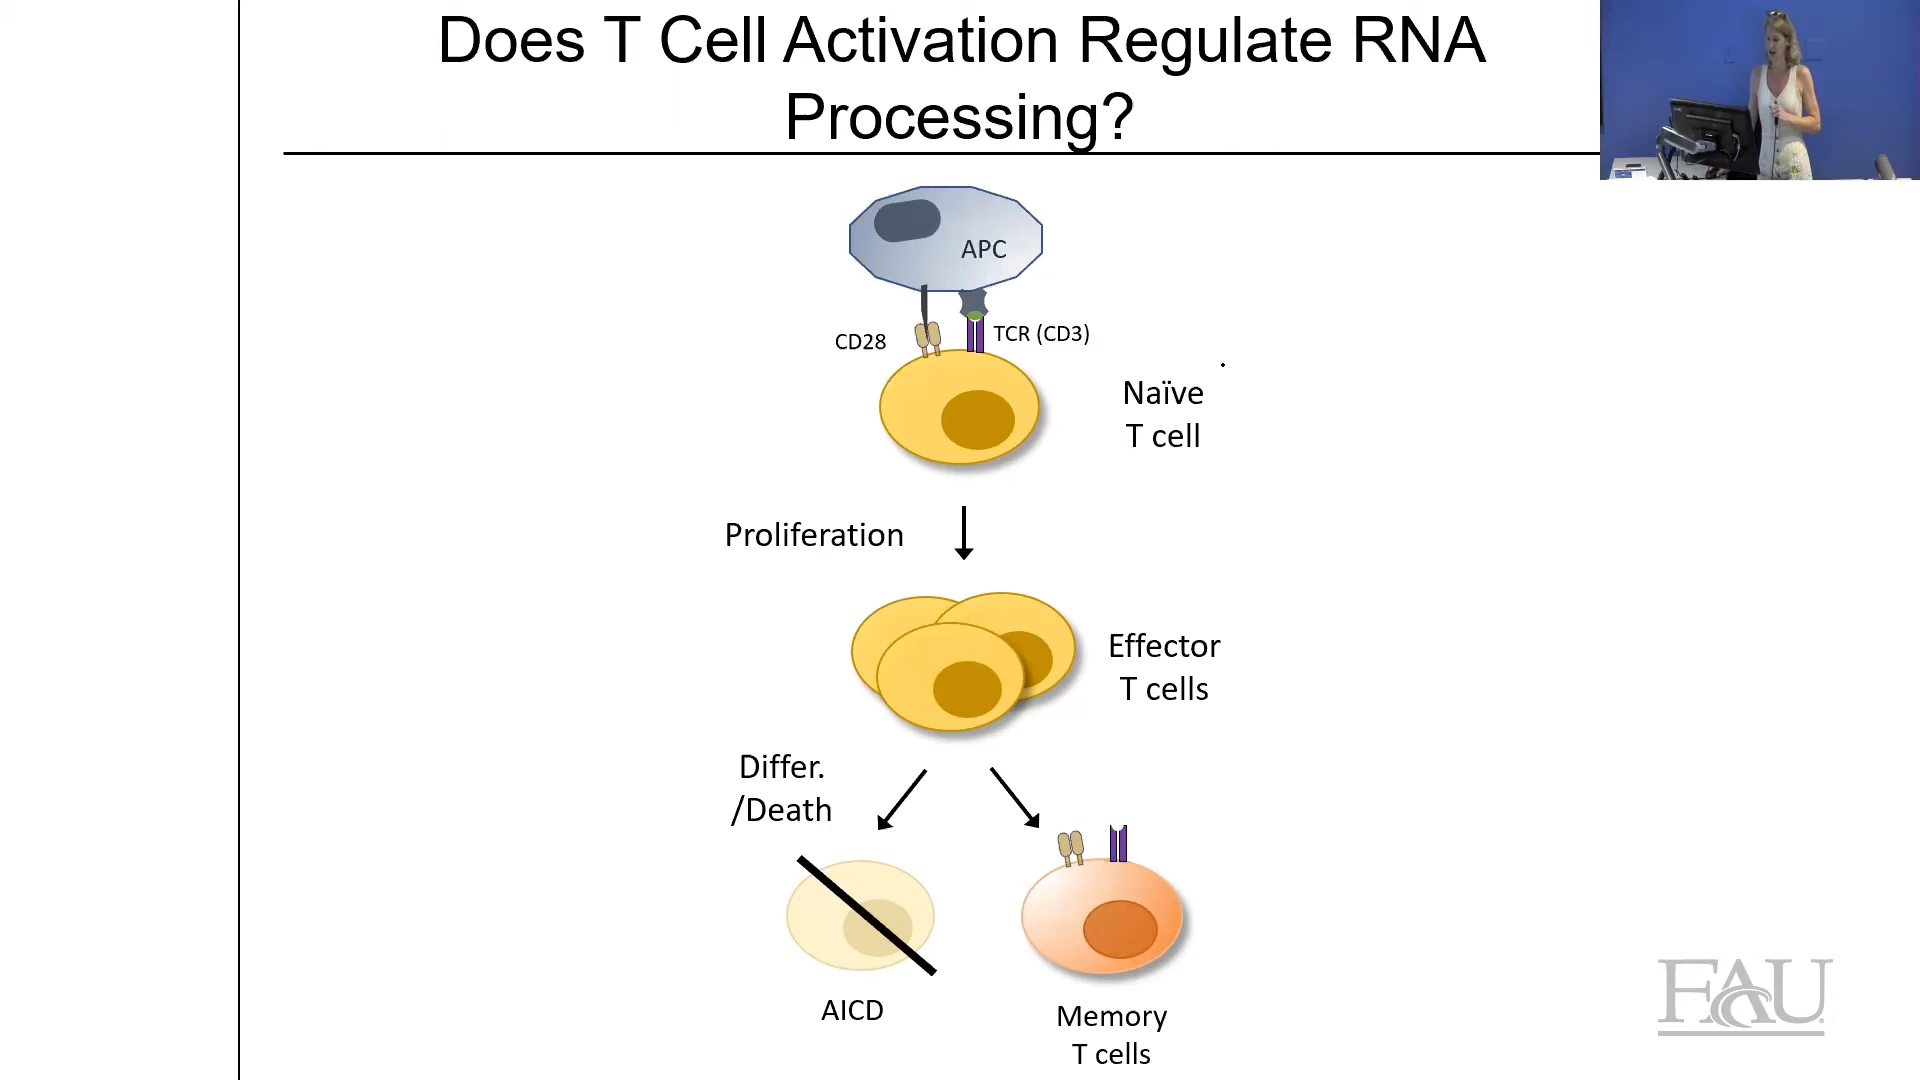 Does T Cell Activation Regulate RNA
Processing?
APC
CD28
TCR (CD3)
Naïve
T cell
Proliferation
Effector
T cells
Differ.
/Death
AICD
Memory
T cells
FAU